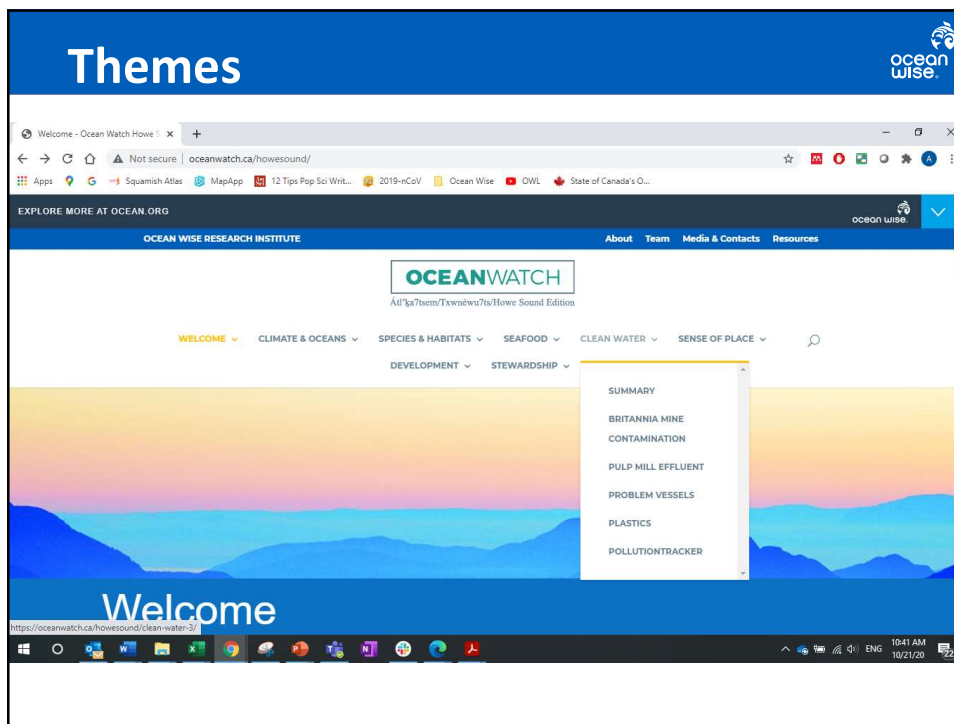 Themes
ocean
wise.
Welcome - Ocean Watch Howe S
Not secure | oceanwatch.ca/howesound/
Apps G Squamish Atlas MapApp 12 Tips Pop Sci Writ... 2019-nCoV Ocean Wise OWL State of Canada's O...
EXPLORE MORE AT OCEAN.ORG
ocean wise.
OCEAN WISE RESEARCH INSTITUTE About Team Media & Contacts Resources
OCEANWATCH
Átl'ḵa7tsem/Txwnéwu7ts/Howe Sound Edition
WELCOME CLIMATE & OCEANS SPECIES & HABITATS SEAFOOD CLEAN WATER SENSE OF PLACE
DEVELOPMENT STEWARDSHIP
SUMMARY
BRITANNIA MINE
CONTAMINATION
PULP MILL EFFLUENT
PROBLEM VESSELS
PLASTICS
POLLUTIONTRACKER
Welcome
https://oceanwatch.ca/howesound/clean-water-3/
ENG 10:41 AM
10/21/20 22